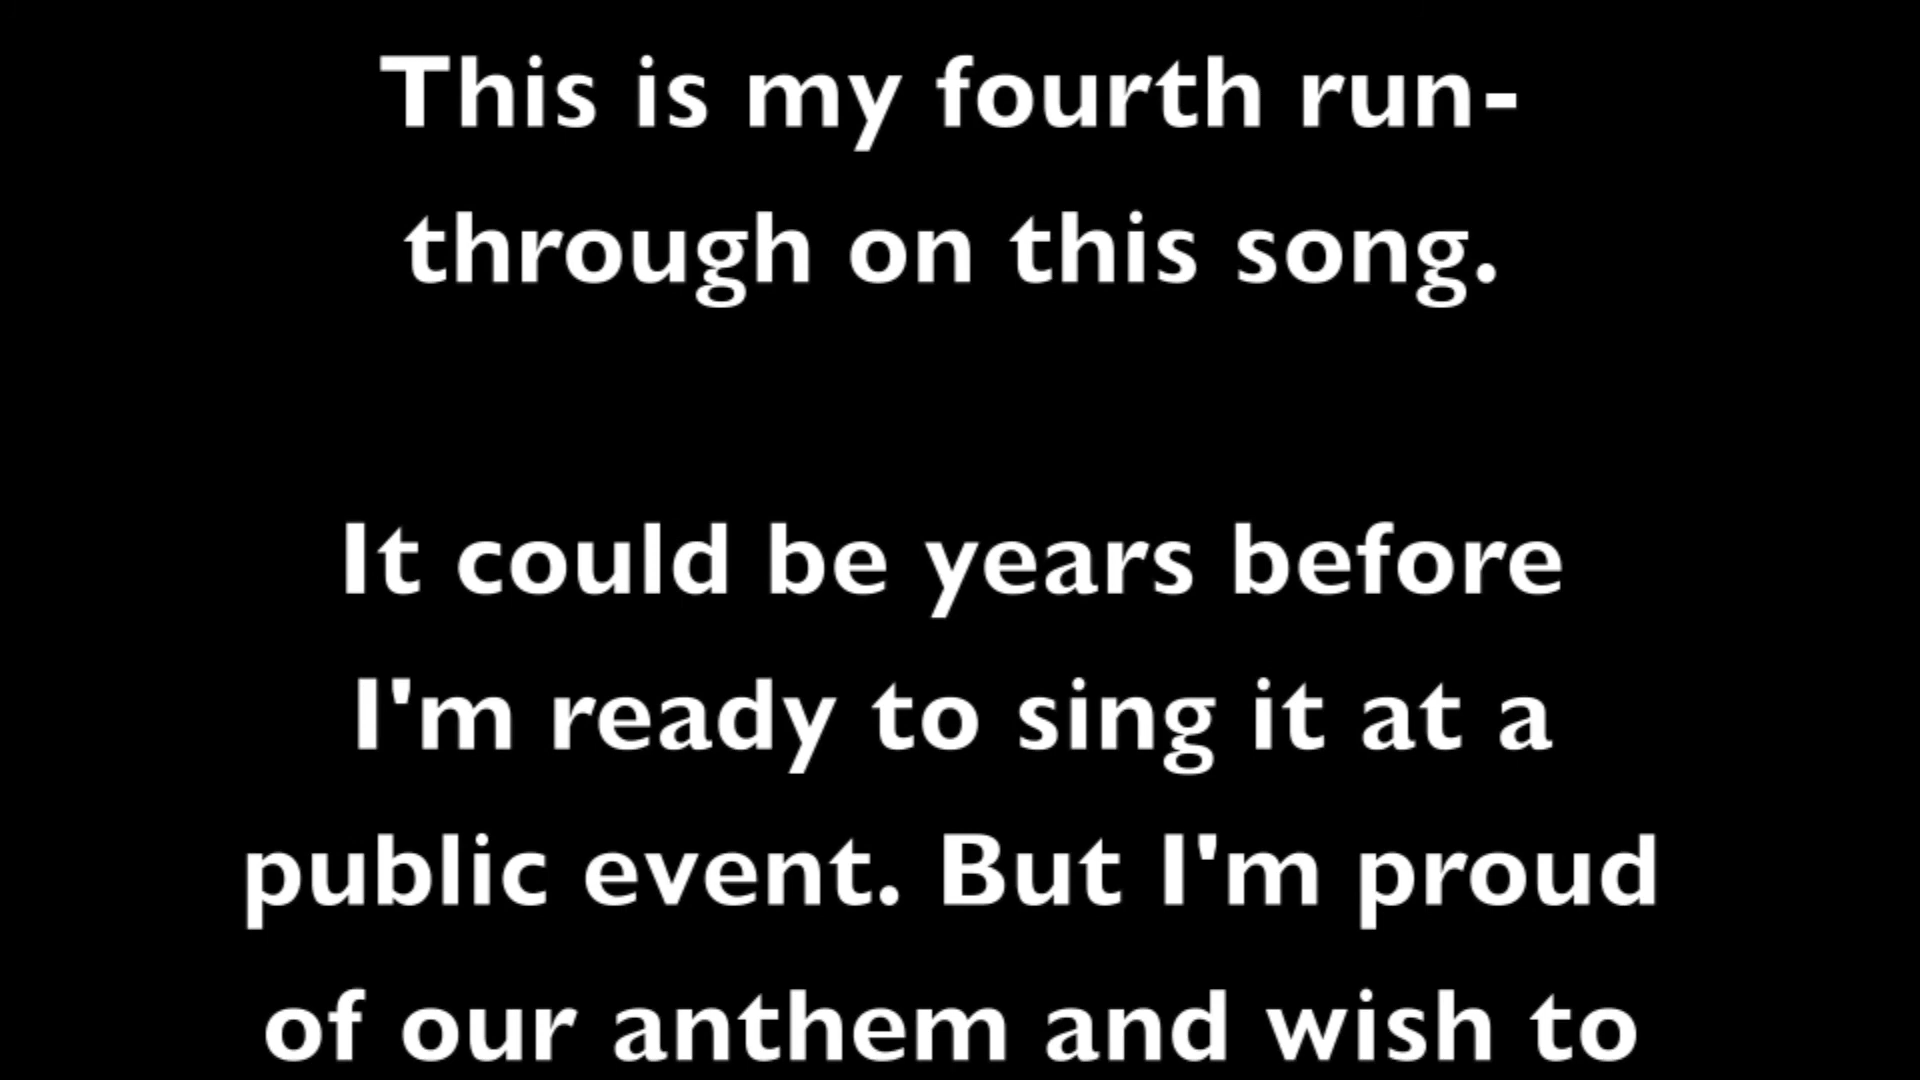 This is my fourth run-
through on this song.
It could be years before
I'm ready to sing it at a
public event. But I'm proud
of our anthem and wish to